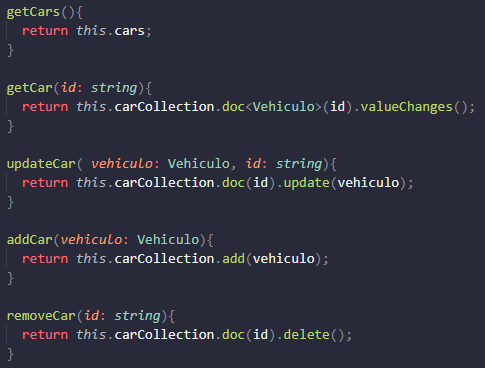 getCars(){
  return this.cars;
}

getCar(id: string){
  return this.carCollection.doc<Vehiculo>(id).valueChanges();
}

updateCar( vehiculo: Vehiculo, id: string){
  return this.carCollection.doc(id).update(vehiculo);
}

addCar(vehiculo: Vehiculo){
  return this.carCollection.add(vehiculo);
}

removeCar(id: string){
  return this.carCollection.doc(id).delete();
}